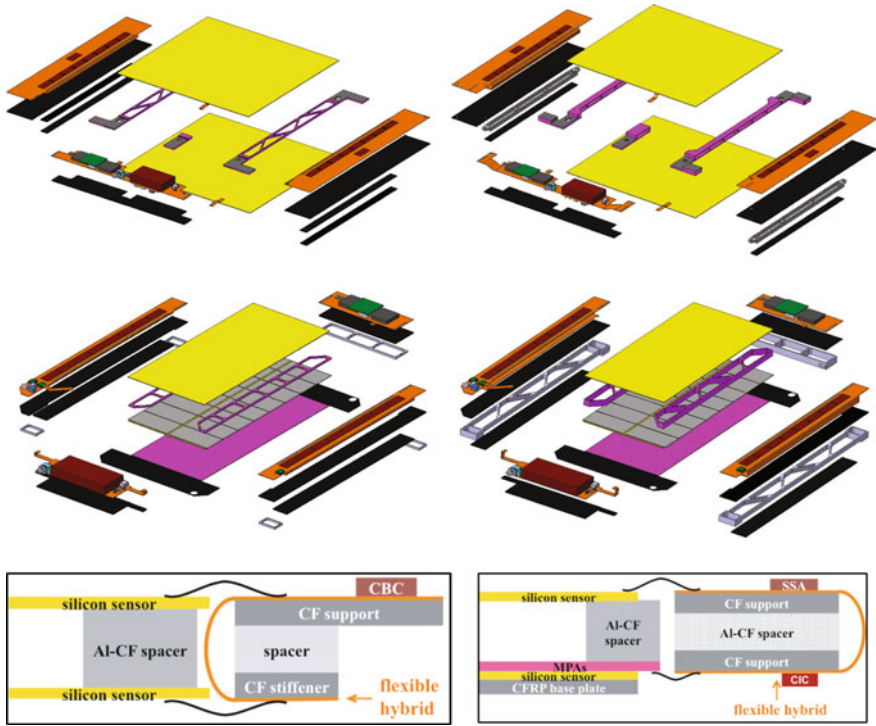 silicon sensor
Al-CF spacer
silicon sensor
CBC
CF support
spacer
CF stiffener
flexible
hybrid
silicon sensor
Al-CF
spacer
MPAs
silicon sensor
CFRP base plate
SSA
CF support
Al-CF spacer
CF support
CIC
flexible hybrid